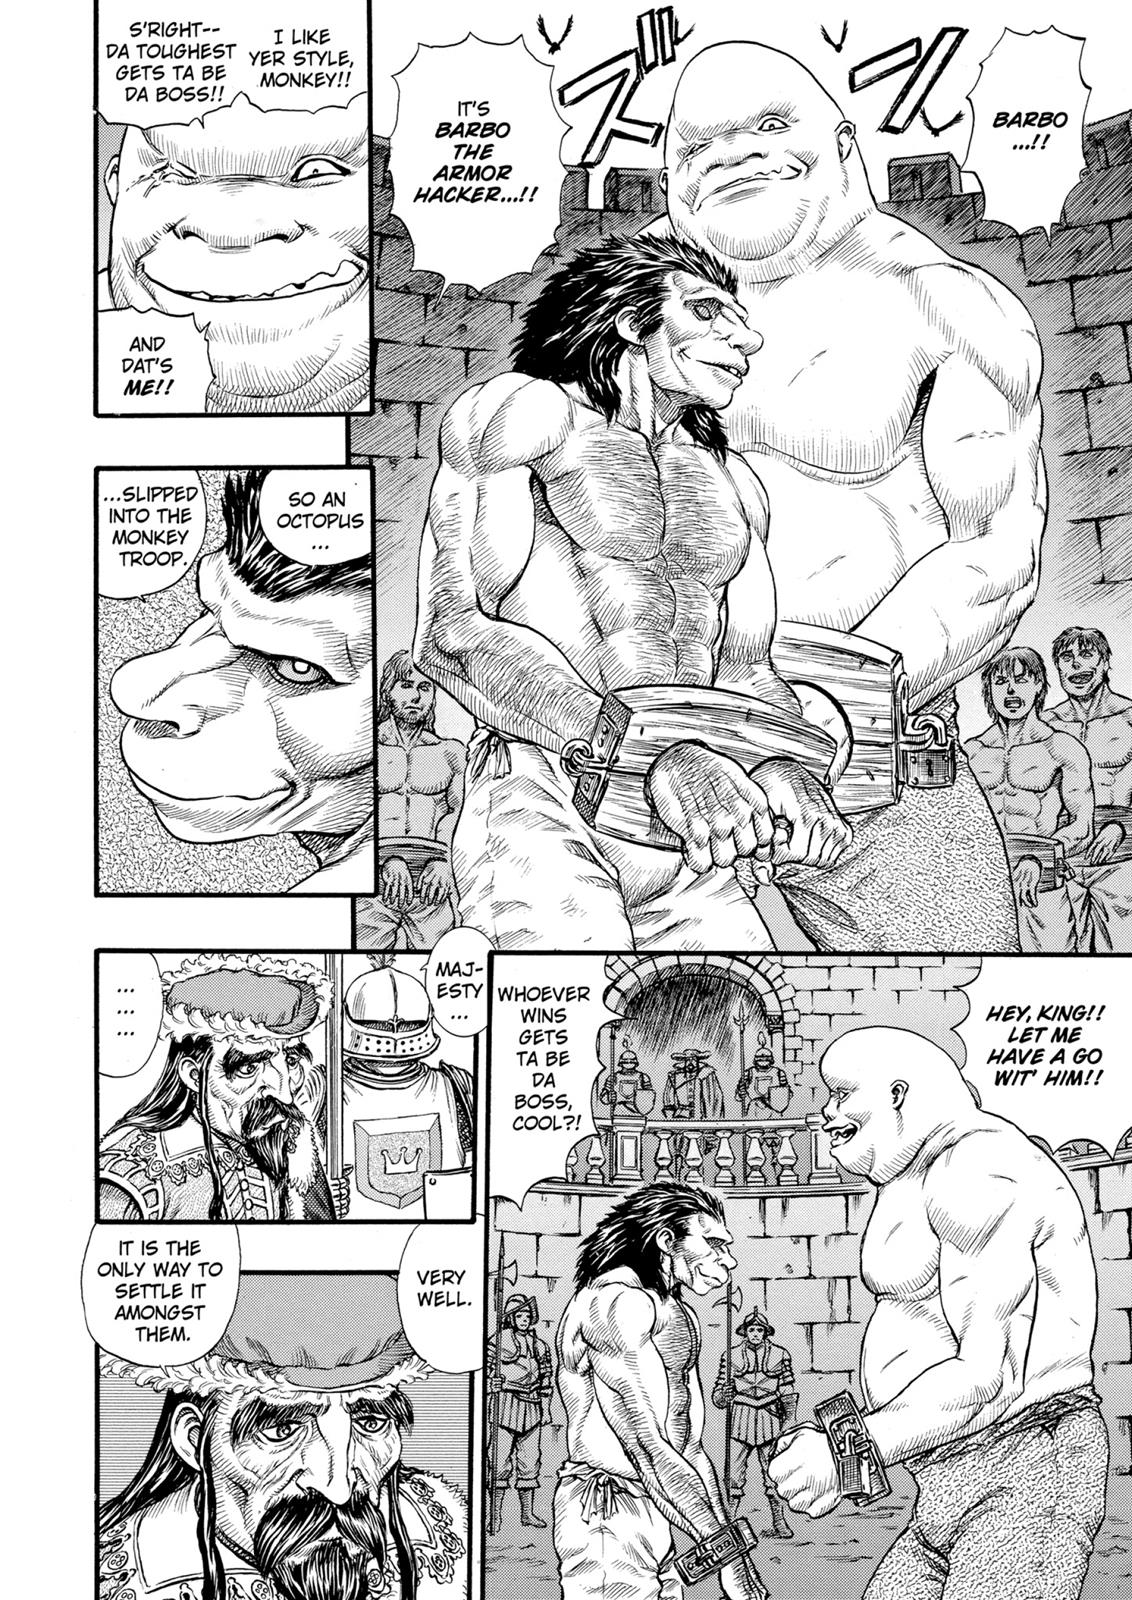 BARBO
...!!
ズール
IT'S
BARBO
THE
ARMOR
HACKER...!!
I LIKE
YER STYLE,
MONKEY!!
S'RIGHT--
DA TOUGHEST
GETS TA BE
DA BOSS!!
AND
DAT'S
ME!!
SO AN
OCTOPUS
...
...SLIPPED
INTO THE
MONKEY
TROOP.
HEY, KING!!
LET ME
HAVE A GO
WIT' HIM!!
WHOEVER
WINS
GETS
TA BE
DA
BOSS,
COOL?!
MAJ-
ESTY
...
...
...
...
VERY
WELL.
IT IS THE
ONLY WAY TO
SETTLE IT
AMONGST
THEM.